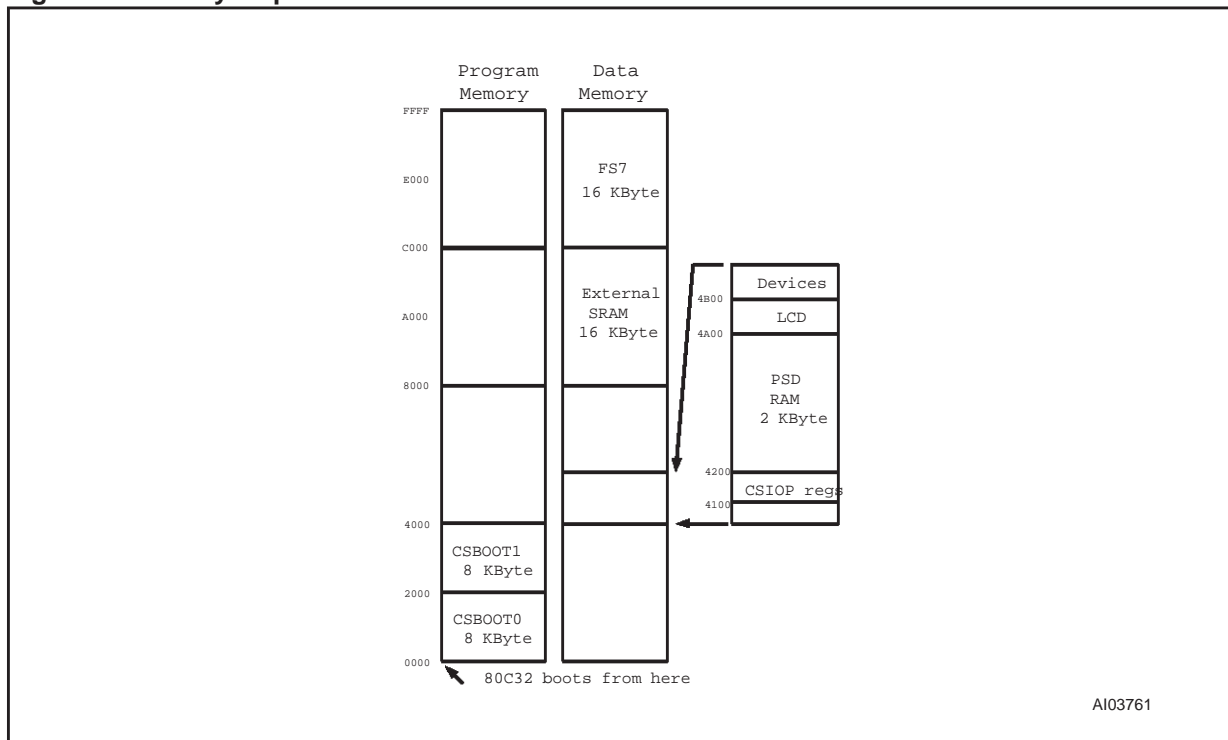 Program Memory
Data Memory
FFFF
E000
C000
A000
8000
4000
2000
0000
FS7
16 KByte
External
SRAM
16 KByte
CSBOOT1
8 KByte
CSBOOT0
8 KByte
80C32 boots from here
Devices
4B00
LCD
4A00
PSD
RAM
2 KByte
4200
CSIOP regs
4100
AI03761